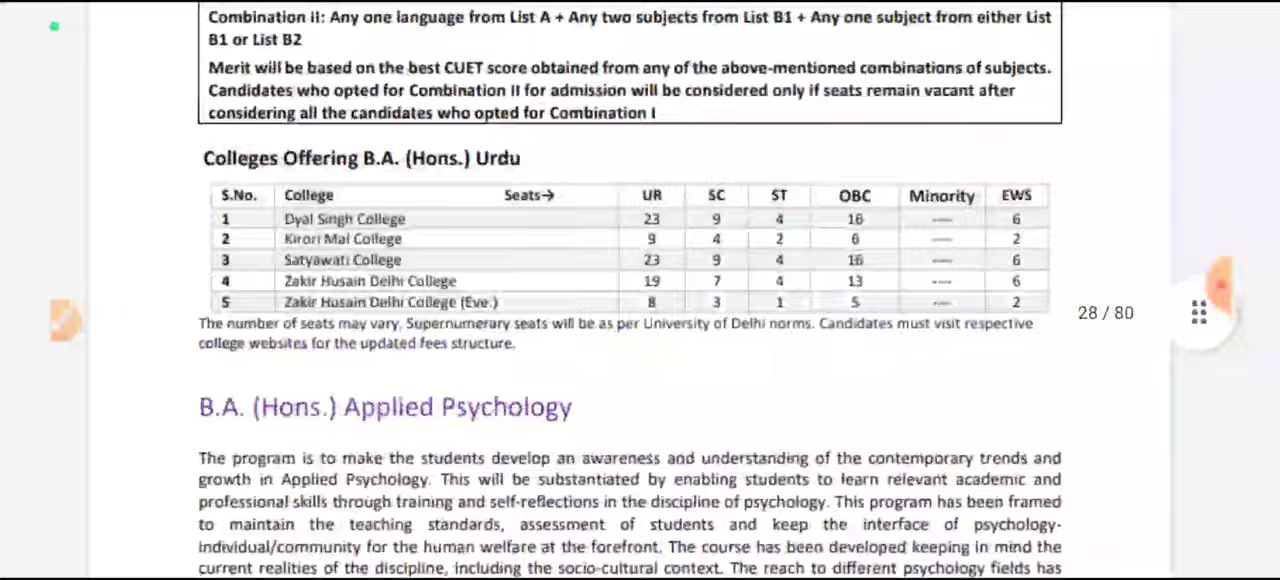 Combination II: Any one language from List A + Any two subjects from List B1 + Any one subject from either List
B1 or List B2
Merit will be based on the best CUET score obtained from any of the above-mentioned combinations of subjects.
Candidates who opted for Combination II for admission will be considered only if seats remain vacant after
considering all the candidates who opted for Combination I
Colleges Offering B.A. (Hons.) Urdu
S.No. College Seats→ UR SC ST OBC Minority EWS
1 Dyal Singh College 23 9 4 16 ---- 6
2 Kirori Mal College 9 4 2 6 ---- 2
3 Satyawati College 23 9 4 16 ---- 6
4 Zakir Husain Delhi College 19 7 4 13 ---- 6
5 Zakir Husain Delhi College (Eve.) 8 3 1 5 ---- 2
The number of seats may vary. Supernumerary seats will be as per University of Delhi norms. Candidates must visit respective
college websites for the updated fees structure.
28 / 80
B.A. (Hons.) Applied Psychology
The program is to make the students develop an awareness and understanding of the contemporary trends and
growth in Applied Psychology. This will be substantiated by enabling students to learn relevant academic and
professional skills through training and self-reflections in the discipline of psychology. This program has been framed
to maintain the teaching standards, assessment of students and keep the interface of psychology-
individual/community for the human welfare at the forefront. The course has been developed keeping in mind the
current realities of the discipline, including the socio-cultural context. The reach to different psychology fields has